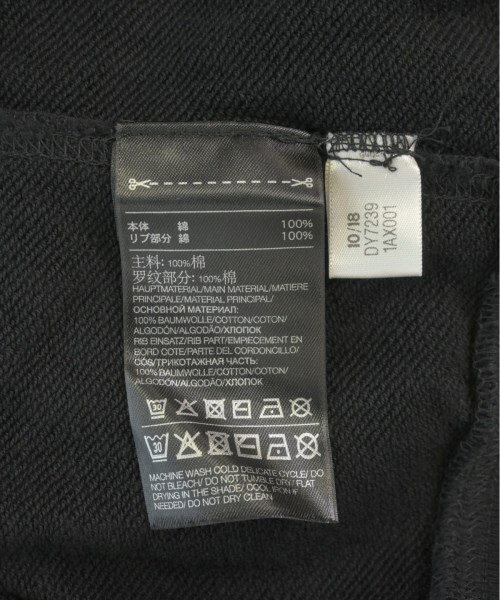 本体 綿 100%
リブ部分 綿 100%
主料: 100%棉
罗纹部分: 100%棉
HAUPTMATERIAL/MAIN MATERIAL/MATIERE
PRINCIPALE/MATERIAL PRINCIPAL/
ОСНОВНОЙ МАТЕРИАЛ:
100% BAUMWOLLE/COTTON/COTON/
ALGODÓN/ALGODÃO/ХЛОПОК
RIB EINSATZ/RIB PART/EMPIECEMENT EN
BORD COTE/PARTE DEL CORDONCILLO/
CÓS/ТРИКОТАЖНАЯ ЧАСТЬ:
100% BAUMWOLLE/COTTON/COTON/
ALGODÓN/ALGODÃO/ХЛОПОК
30
30
MACHINE WASH COLD DELICATE CYCLE/ DO
NOT BLEACH/ DO NOT TUMBLE DRY/ FLAT
DRYING IN THE SHADE/ COOL IRON IF
NEEDED/ DO NOT DRY CLEAN
10/18
DY7239
1AX001